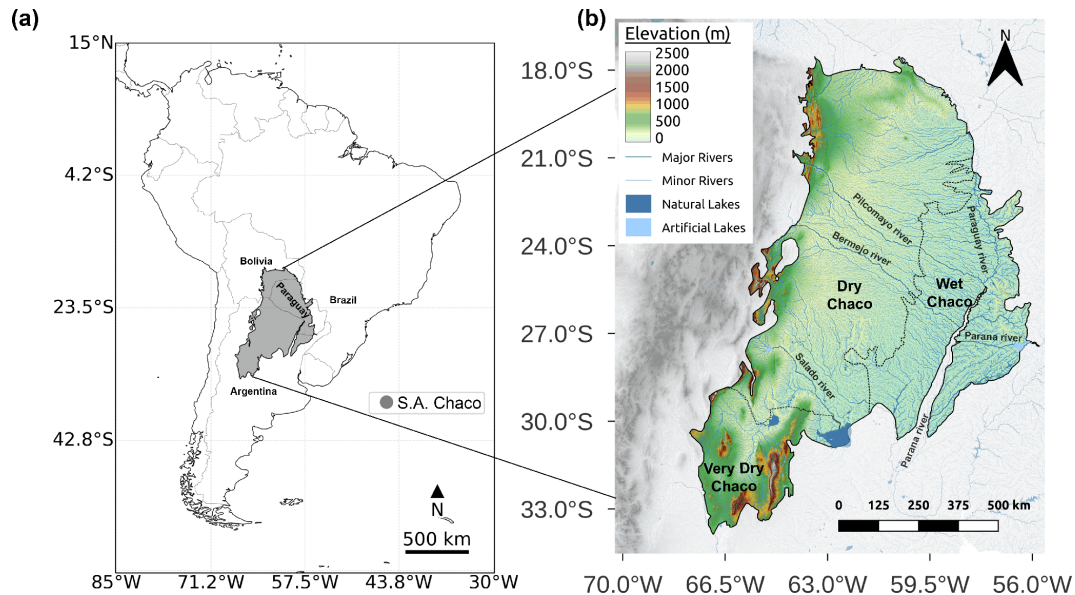 (a)
15°N
4.2°S
23.5°S
42.8°S
85°W
71.2°W
57.5°W
43.8°W
30°W
Bolivia
Paraguay
Brazil
Argentina
S.A. Chaco
N
500 km
(b)
Elevation (m)
2500
2000
1500
1000
500
0
Major Rivers
Minor Rivers
Natural Lakes
Artificial Lakes
N
18.0°S
21.0°S
24.0°S
27.0°S
30.0°S
33.0°S
Pilcomayo river
Bermejo river
Paraguay river
Dry
Chaco
Wet
Chaco
Parana river
Salado river
Parana river
Very Dry
Chaco
0 125 250 375 500 km
70.0°W
66.5°W
63.0°W
59.5°W
56.0°W